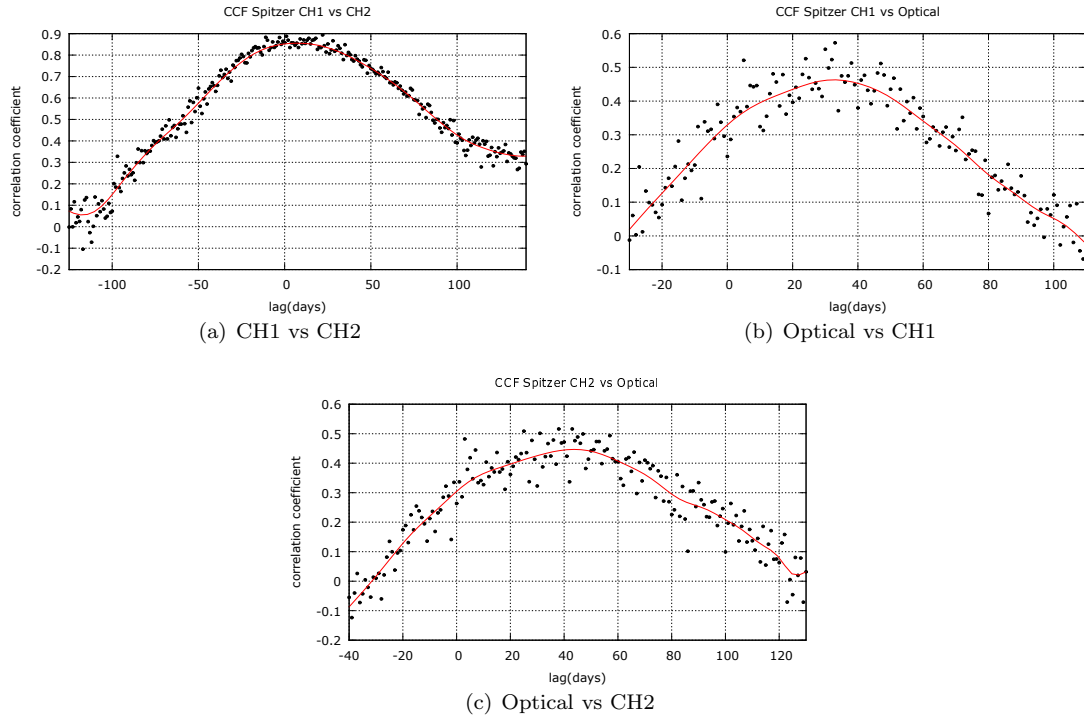 CCF Spitzer CH1 vs CH2
correlation coefficient
0.9
0.8
0.7
0.6
0.5
0.4
0.3
0.2
0.1
0
-0.1
-0.2
-100 -50 0 50 100
lag(days)
(a) CH1 vs CH2
CCF Spitzer CH1 vs Optical
correlation coefficient
0.6
0.5
0.4
0.3
0.2
0.1
0
-0.1
-20 0 20 40 60 80 100
lag(days)
(b) Optical vs CH1
CCF Spitzer CH2 vs Optical
correlation coefficient
0.6
0.5
0.4
0.3
0.2
0.1
0
-0.1
-0.2
-40 -20 0 20 40 60 80 100 120
lag(days)
(c) Optical vs CH2